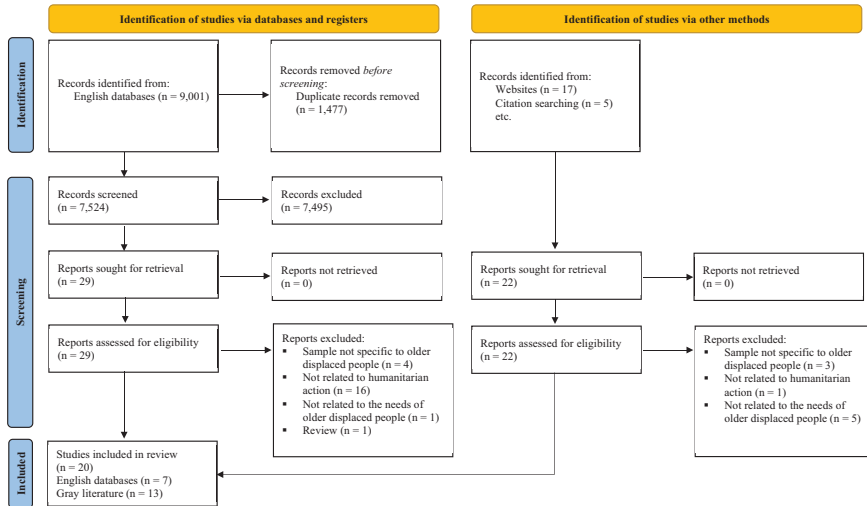 Identification of studies via databases and registers
Identification of studies via other methods
Identification
Records identified from:
English databases (n = 9,001)
Records removed before
screening:
Duplicate records removed
(n = 1,477)
Records identified from:
Websites (n = 17)
Citation searching (n = 5)
etc.
Screening
Records screened
(n = 7,524)
Records excluded
(n = 7,495)
Reports sought for retrieval
(n = 29)
Reports not retrieved
(n = 0)
Reports sought for retrieval
(n = 22)
Reports not retrieved
(n = 0)
Reports assessed for eligibility
(n = 29)
Reports excluded:
▪ Sample not specific to older
displaced people (n = 4)
▪ Not related to humanitarian
action (n = 16)
▪ Not related to the needs of
older displaced people (n = 1)
▪ Review (n = 1)
Reports assessed for eligibility
(n = 22)
Reports excluded:
▪ Sample not specific to older
displaced people (n = 3)
▪ Not related to humanitarian
action (n = 1)
▪ Not related to the needs of
older displaced people (n = 5)
Included
Studies included in review
(n = 20)
English databases (n = 7)
Gray literature (n = 13)